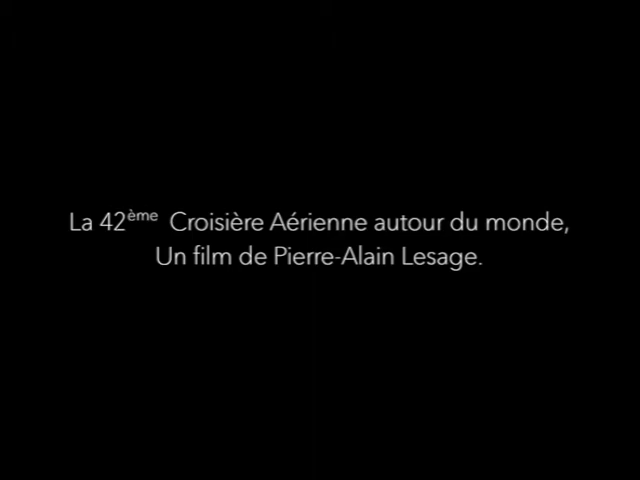 La 42ème Croisière Aérienne autour du monde,
Un film de Pierre-Alain Lesage.